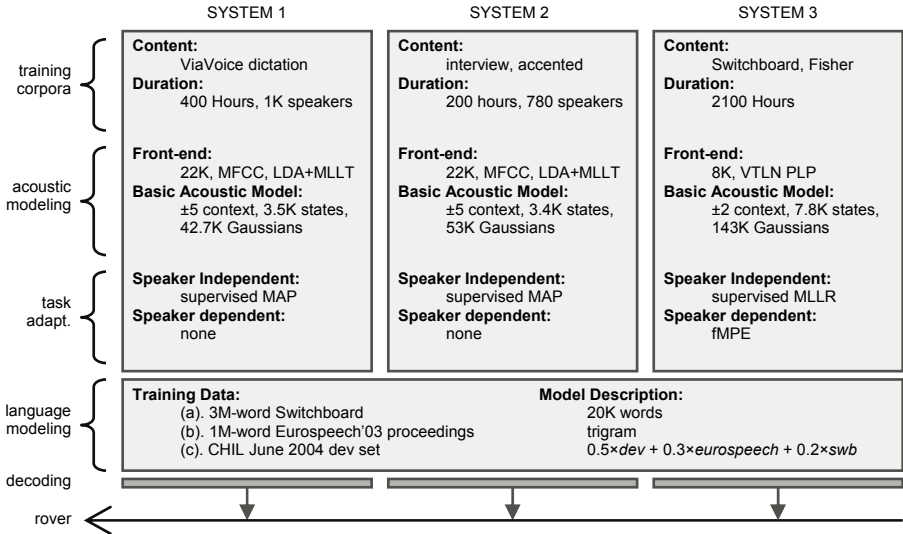 SYSTEM 1
SYSTEM 2
SYSTEM 3
training
corpora
Content:
ViaVoice dictation
Duration:
400 Hours, 1K speakers
Content:
interview, accented
Duration:
200 hours, 780 speakers
Content:
Switchboard, Fisher
Duration:
2100 Hours
acoustic
modeling
Front-end:
22K, MFCC, LDA+MLLT
Basic Acoustic Model:
±5 context, 3.5K states,
42.7K Gaussians
Front-end:
22K, MFCC, LDA+MLLT
Basic Acoustic Model:
±5 context, 3.4K states,
53K Gaussians
Front-end:
8K, VTLN PLP
Basic Acoustic Model:
±2 context, 7.8K states,
143K Gaussians
task
adapt.
Speaker Independent:
supervised MAP
Speaker dependent:
none
Speaker Independent:
supervised MAP
Speaker dependent:
none
Speaker Independent:
supervised MLLR
Speaker dependent:
fMPE
language
modeling
Training Data:
(a). 3M-word Switchboard
(b). 1M-word Eurospeech'03 proceedings
(c). CHIL June 2004 dev set
Model Description:
20K words
trigram
0.5×dev + 0.3×eurospeech + 0.2×swb
decoding
rover